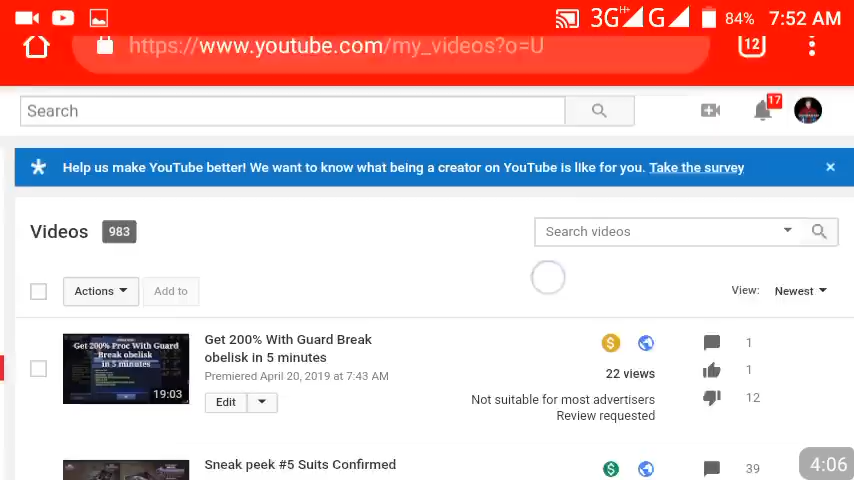 3G H+ G 84% 7:52 AM
https://www.youtube.com/my_videos?o=U
12
Search
17
Help us make YouTube better! We want to know what being a creator on YouTube is like for you. Take the survey ×
Videos 983
Search videos
Actions Add to
View: Newest
Get 200% Proc With Guard
Break obelisk
in 5 minutes
19:03
Get 200% With Guard Break
obelisk in 5 minutes
Premiered April 20, 2019 at 7:43 AM
Edit
$
22 views
Not suitable for most advertisers
Review requested
1
1
12
Sneak peek #5 Suits Confirmed
$
39
4:06